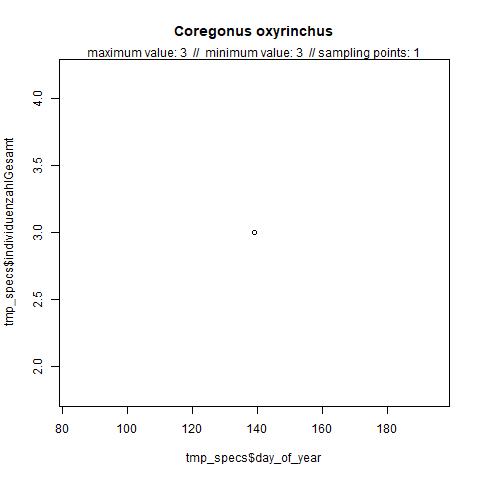 Coregonus oxyrinchus
maximum value: 3 // minimum value: 3 // sampling points: 1
tmp_specs$individuenzahlGesamt
4.0
3.5
3.0
2.5
2.0
80 100 120 140 160 180
tmp_specs$day_of_year